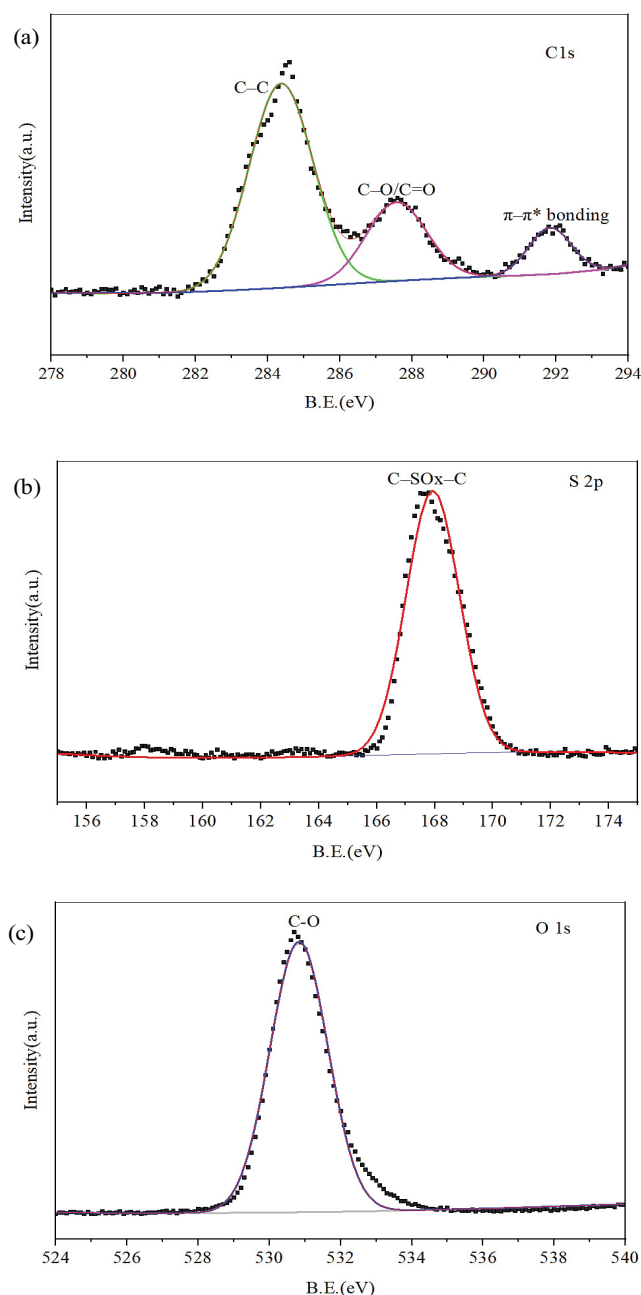 (a)
C1s
C–C
C–O/C=O
π–π* bonding
Intensity(a.u.)
278 280 282 284 286 288 290 292 294
B.E.(eV)
(b)
C–SOx–C
S 2p
Intensity(a.u.)
156 158 160 162 164 166 168 170 172 174
B.E.(eV)
(c)
C-O
O 1s
Intensity(a.u.)
524 526 528 530 532 534 536 538 540
B.E.(eV)